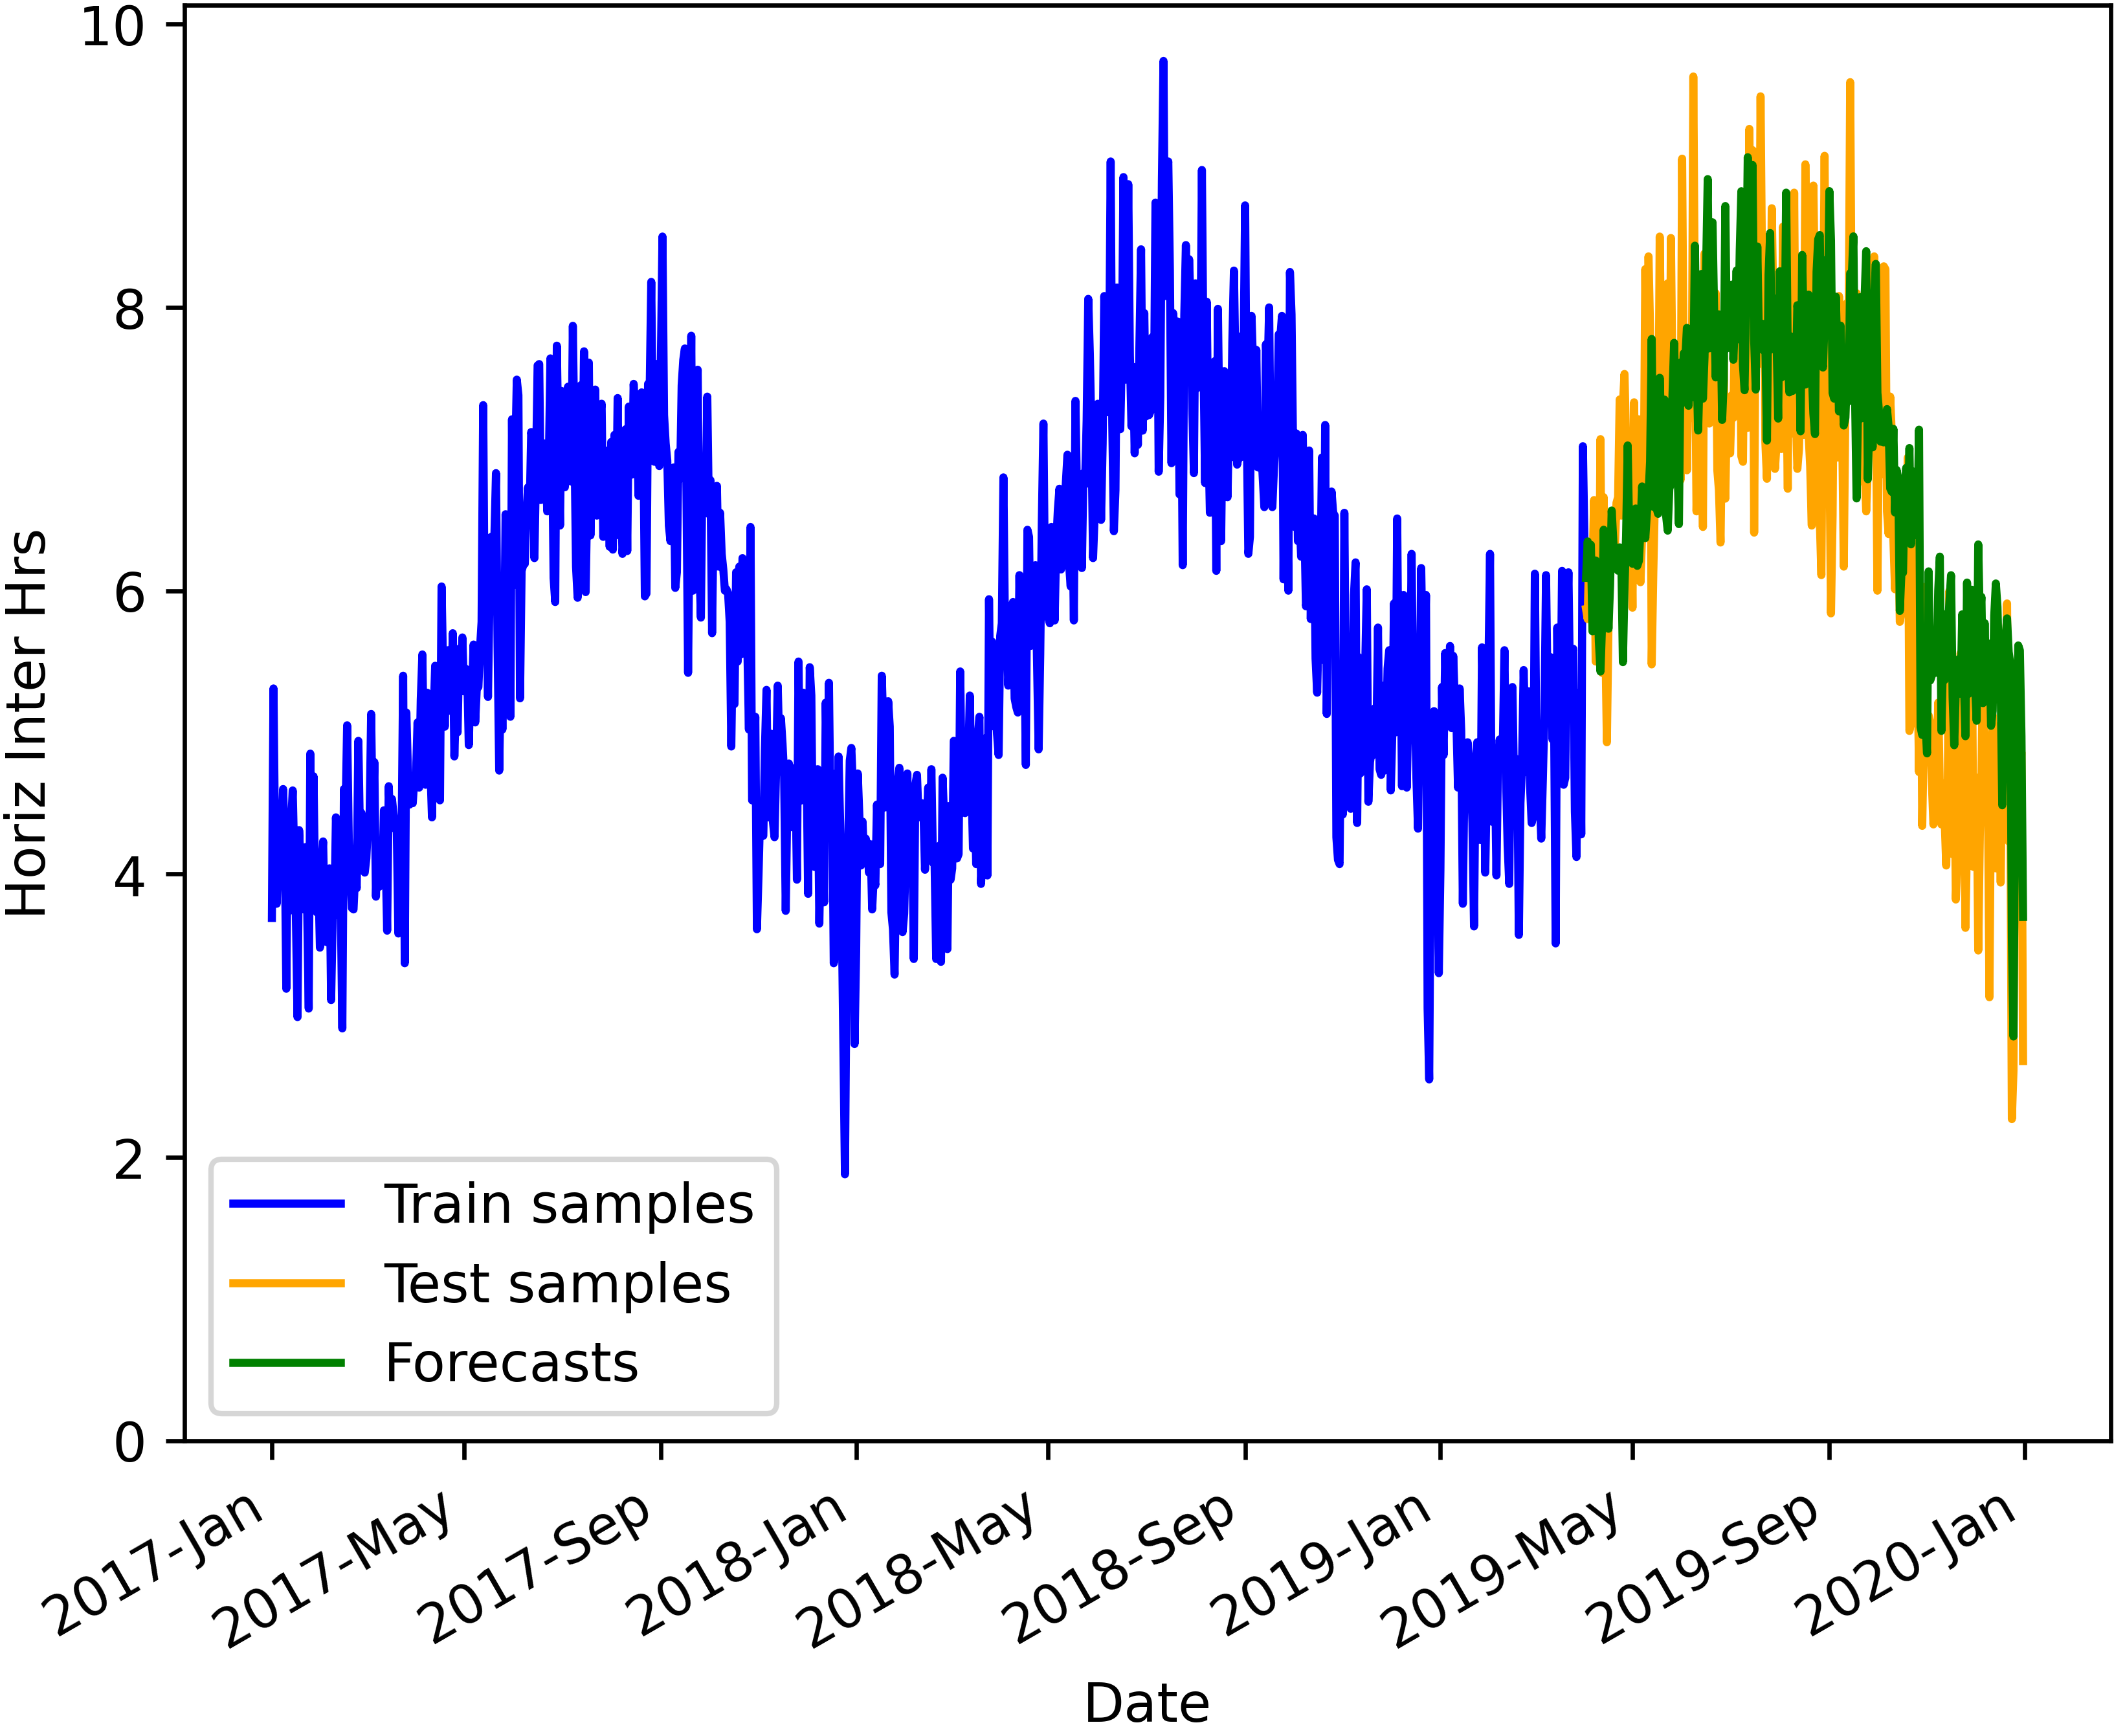 10
8
6
4
2
0
Horiz Inter Hrs
Train samples
Test samples
Forecasts
2017-Jan
2017-May
2017-Sep
2018-Jan
2018-May
2018-Sep
2019-Jan
2019-May
2019-Sep
2020-Jan
Date